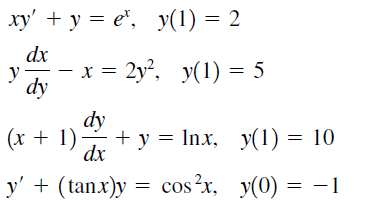 xy′ + y = eˣ, y(1) = 2
y dx/dy − x = 2y², y(1) = 5
(x + 1) dy/dx + y = ln x, y(1) = 10
y′ + (tan x)y = cos²x, y(0) = −1